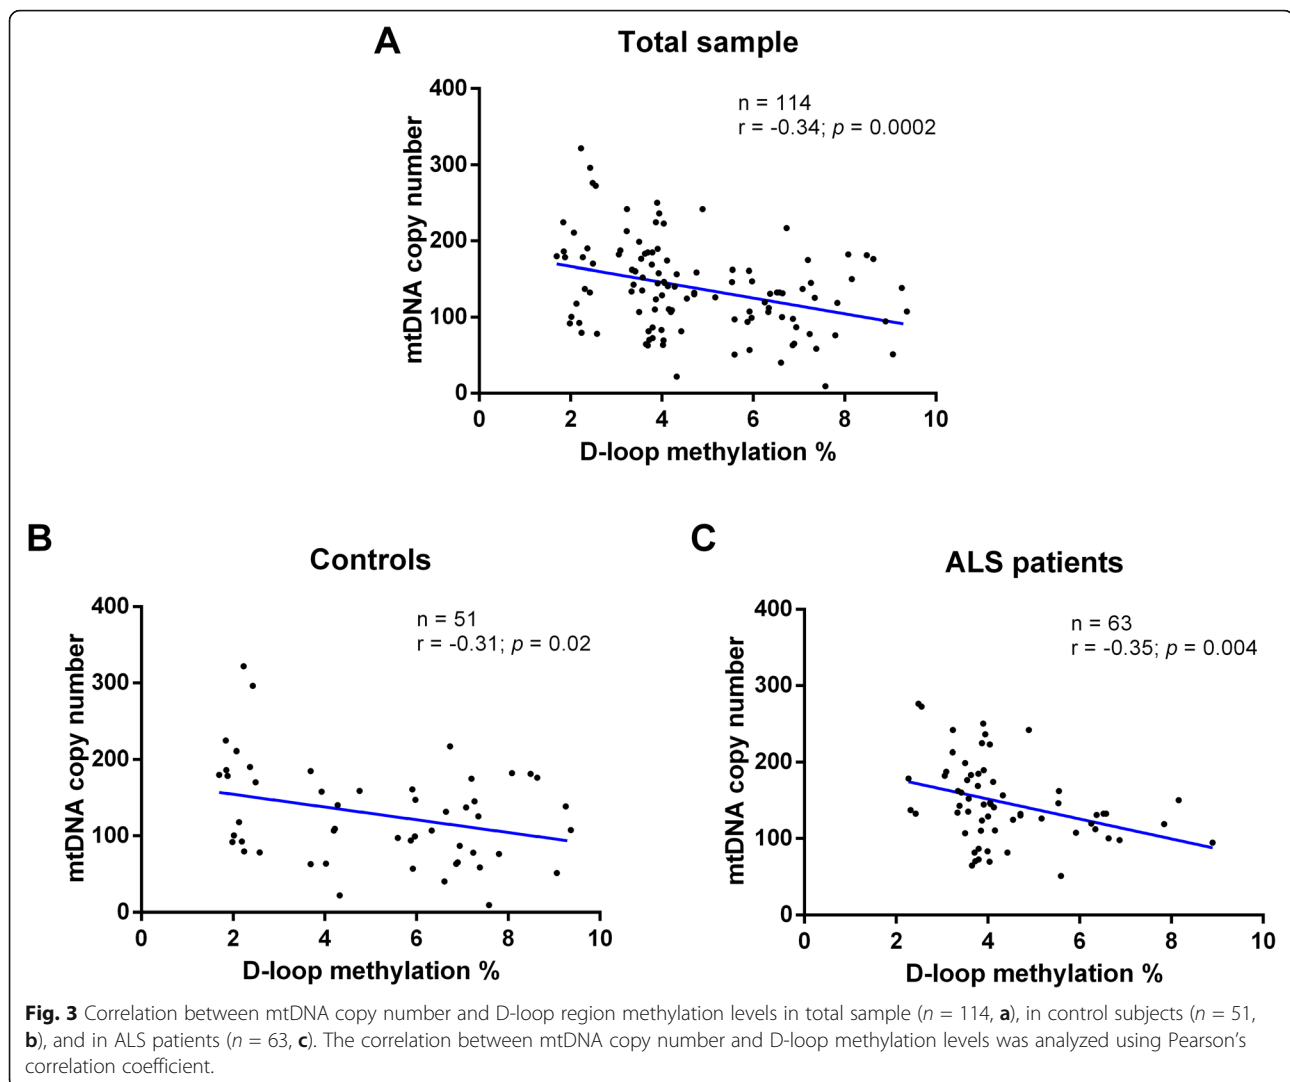 A
Total sample
n = 114
r = -0.34; p = 0.0002
mtDNA copy number
400
300
200
100
0
0 2 4 6 8 10
D-loop methylation %
B
Controls
n = 51
r = -0.31; p = 0.02
mtDNA copy number
400
300
200
100
0
0 2 4 6 8 10
D-loop methylation %
C
ALS patients
n = 63
r = -0.35; p = 0.004
mtDNA copy number
400
300
200
100
0
0 2 4 6 8 10
D-loop methylation %
Fig. 3 Correlation between mtDNA copy number and D-loop region methylation levels in total sample (n = 114, a), in control subjects (n = 51,
b), and in ALS patients (n = 63, c). The correlation between mtDNA copy number and D-loop methylation levels was analyzed using Pearson's
correlation coefficient.